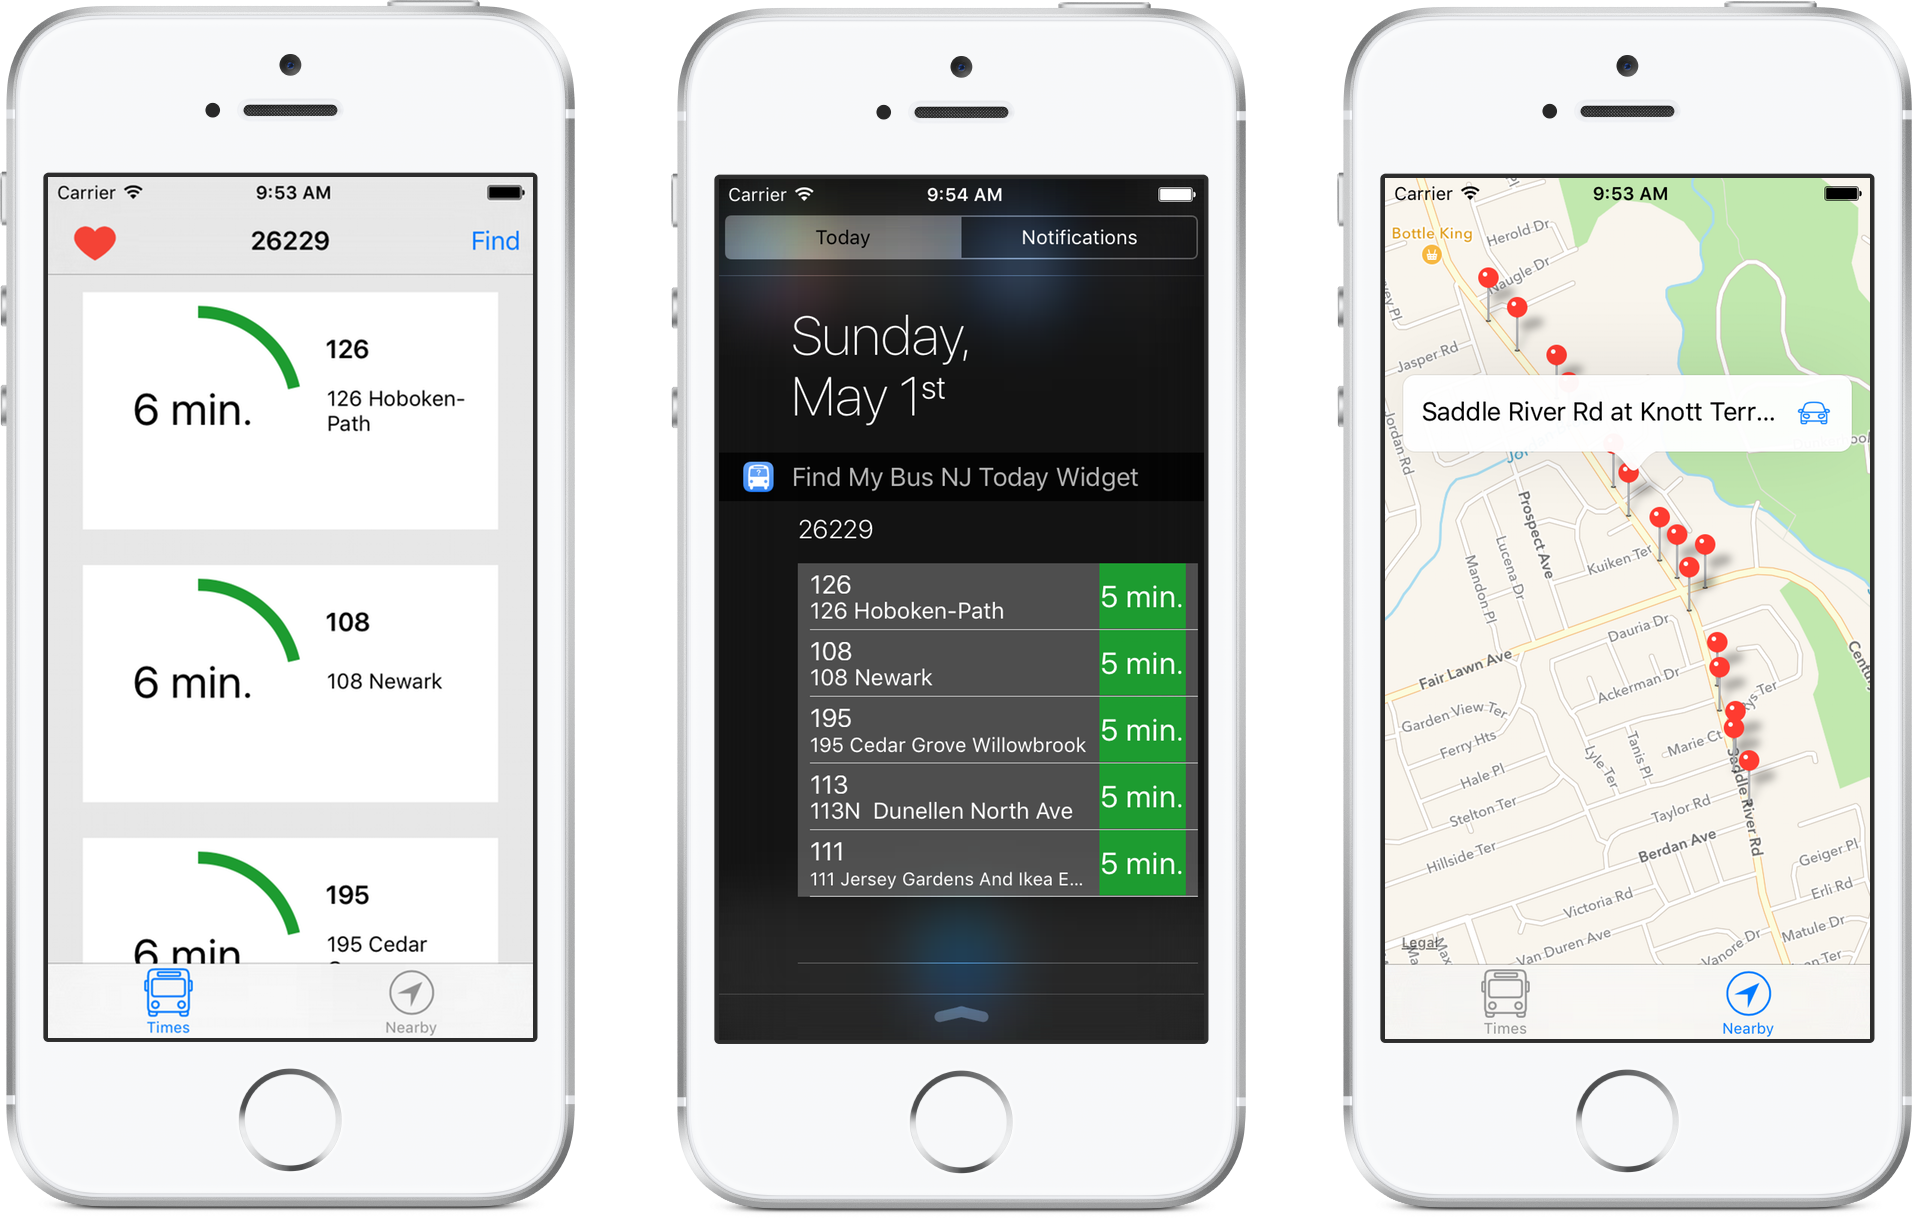 Carrier 9:53 AM
26229 Find
126
6 min.
126 Hoboken-
Path
108
6 min.
108 Newark
195
6 min
195 Cedar
Times Nearby
Carrier 9:54 AM
Today Notifications
Sunday,
May 1st
Find My Bus NJ Today Widget
26229
126
126 Hoboken-Path 5 min.
108
108 Newark 5 min.
195
195 Cedar Grove Willowbrook 5 min.
113
113N  Dunellen North Ave 5 min.
111
111 Jersey Gardens And Ikea E... 5 min.
Carrier 9:53 AM
Bottle King
Herold Dr
Naugle Dr
Jasper Rd
Saddle River Rd at Knott Terr...
Jordan Rd
Prospect Ave
Lucena Dr
Mandon Pl
Kuiken Ter
Dauria Dr
Fair Lawn Ave
Ackerman Dr
Garden View Ter
Ferry Hts
Tanis Pl
Marie Ct
Lyle Ter
Hale Pl
Stelton Ter
Taylor Rd
Saddle River Rd
Hillside Ter
Berdan Ave
Geiger Pl
Erli Rd
Victoria Rd
Matule Dr
Van Duren Ave
Vanore Dr
Legal
Times Nearby